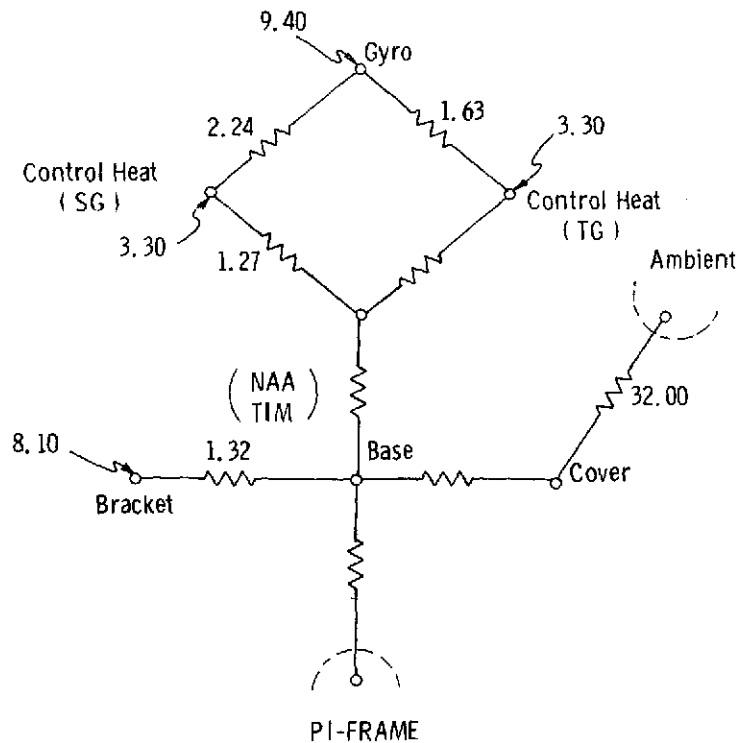 9.40
Gyro
2.24
1.63
3.30
Control Heat
(SG)
Control Heat
(TG)
3.30
1.27
Ambient
(NAA
TIM)
32.00
8.10
1.32
Base
Cover
Bracket
PI-FRAME